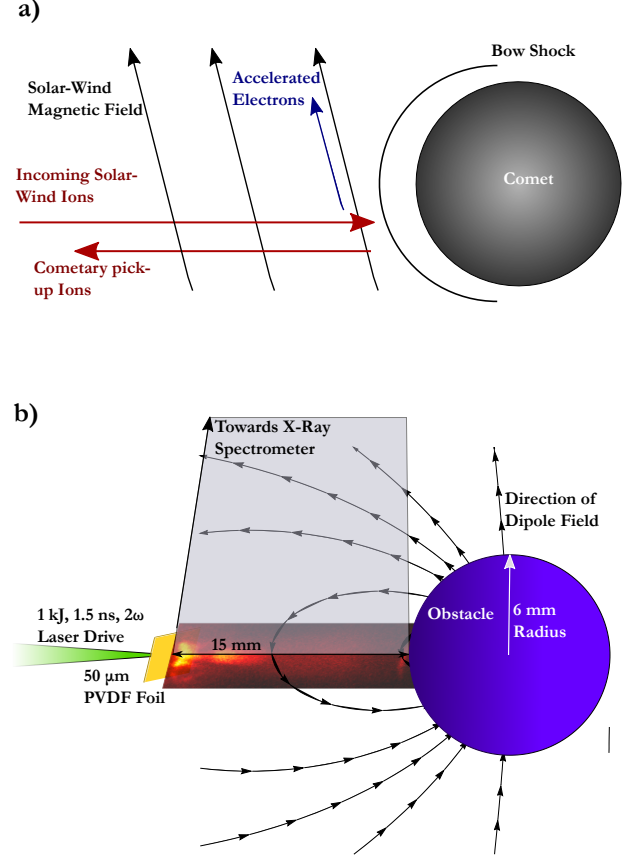 a)
Bow Shock
Solar-Wind
Magnetic Field
Accelerated
Electrons
Comet
Incoming Solar-
Wind Ions
Cometary pick-
up Ions
b)
Towards X-Ray
Spectrometer
Direction of
Dipole Field
1 kJ, 1.5 ns, 2ω
Laser Drive
Obstacle
6 mm
Radius
15 mm
50 μm
PVDF Foil